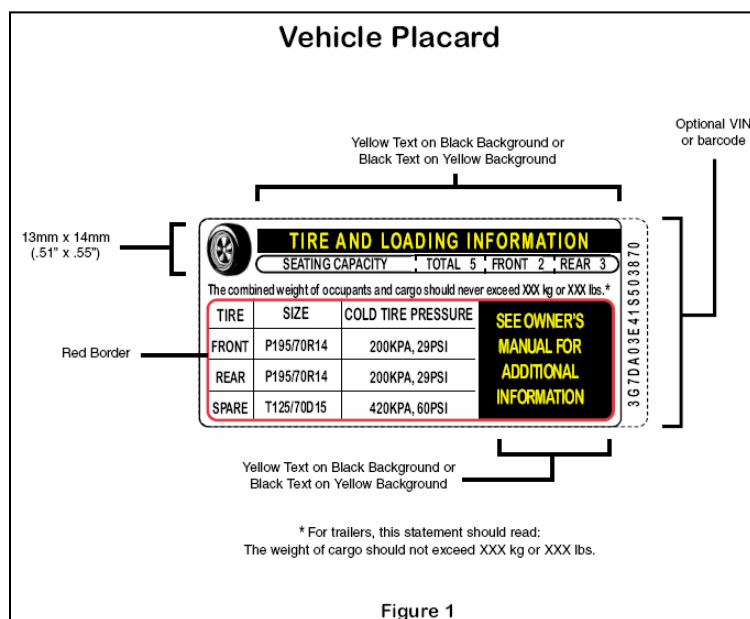 Vehicle Placard
Optional VIN
or barcode
Yellow Text on Black Background or
Black Text on Yellow Background
13mm x 14mm
(.51" x .55")
TIRE AND LOADING INFORMATION
SEATING CAPACITY TOTAL 5 FRONT 2 REAR 3
The combined weight of occupants and cargo should never exceed XXX kg or XXX lbs.*
TIRE SIZE COLD TIRE PRESSURE
FRONT P195/70R14 200KPA, 29PSI
REAR P195/70R14 200KPA, 29PSI
SPARE T125/70D15 420KPA, 60PSI
SEE OWNER'S
MANUAL FOR
ADDITIONAL
INFORMATION
3G7DA03E41S503870
Red Border
Yellow Text on Black Background or
Black Text on Yellow Background
* For trailers, this statement should read:
The weight of cargo should not exceed XXX kg or XXX lbs.
Figure 1